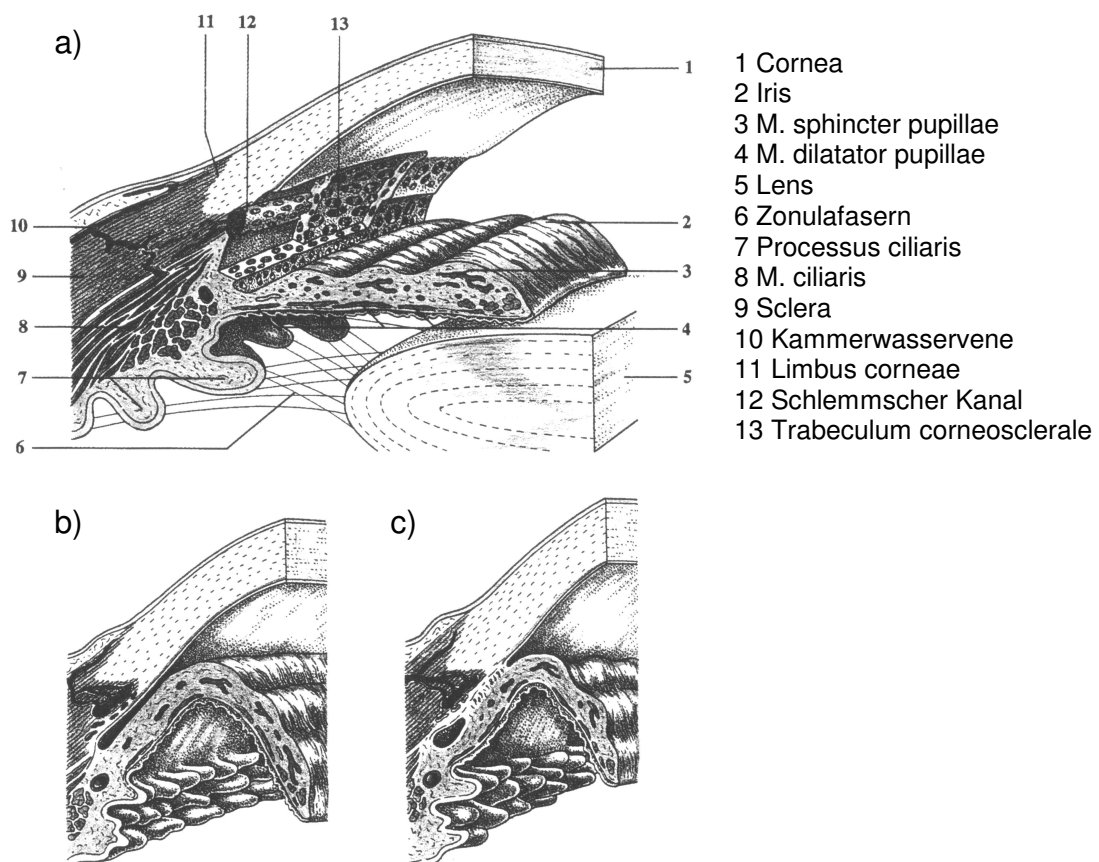 a)
11 12 13
1
10
2
9
3
8
4
7
5
6
1 Cornea
2 Iris
3 M. sphincter pupillae
4 M. dilatator pupillae
5 Lens
6 Zonulafasern
7 Processus ciliaris
8 M. ciliaris
9 Sclera
10 Kammerwasservene
11 Limbus corneae
12 Schlemmscher Kanal
13 Trabeculum corneosclerale
b)
c)